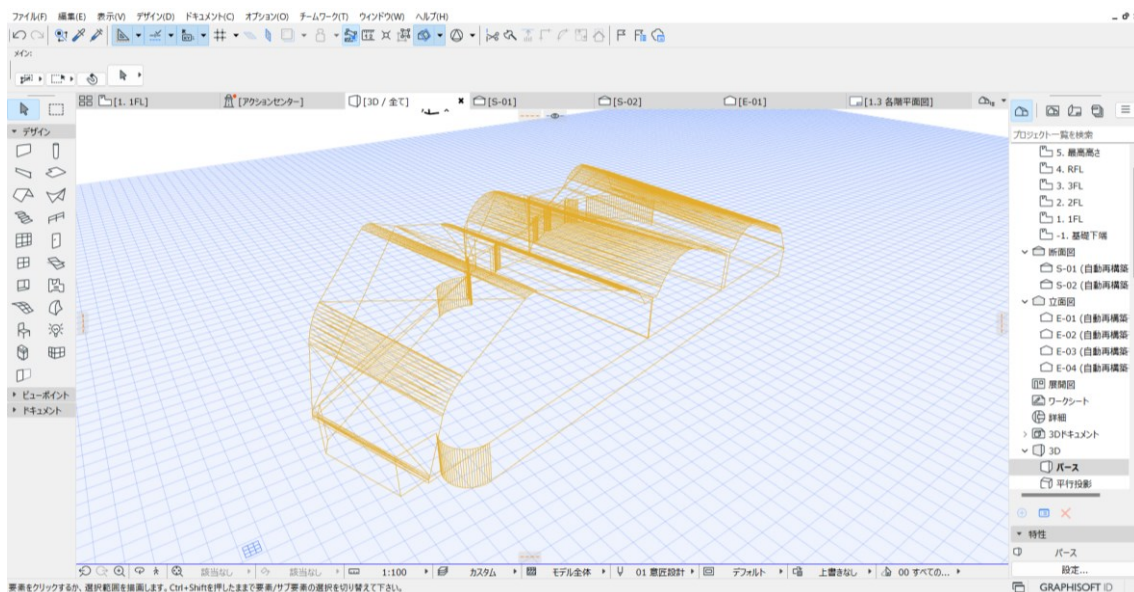 ファイル(F) 編集(E) 表示(V) デザイン(D) ドキュメント(C) オプション(O) チームワーク(T) ウィンドウ(W) ヘルプ(H)
メイン:
[1. 1FL] [アクションセンター] [3D / 全て] [S-01] [S-02] [E-01] [1.3 各階平面図]
デザイン
ビューポイント
ドキュメント
プロジェクト一覧を検索
5. 最高高さ
4. RFL
3. 3FL
2. 2FL
1. 1FL
-1. 基礎下端
断面図
S-01 (自動再構築
S-02 (自動再構築
立面図
E-01 (自動再構築
E-02 (自動再構築
E-03 (自動再構築
E-04 (自動再構築
展開図
ワークシート
詳細
3Dドキュメント
3D
パース
平行投影
特性
パース
設定...
該当なし 該当なし 1:100 カスタム モデル全体 01 意匠設計 デフォルト 上書きなし 00 すべての...
要素をクリックするか、選択範囲を描画します。Ctrl+Shiftを押したままで要素/サブ要素の選択を切り替えて下さい。
GRAPHISOFT ID